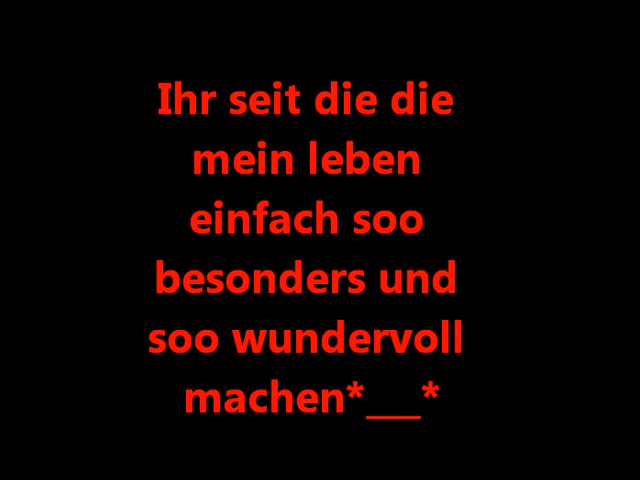 Ihr seit die die
mein leben
einfach soo
besonders und
soo wundervoll
machen*___*